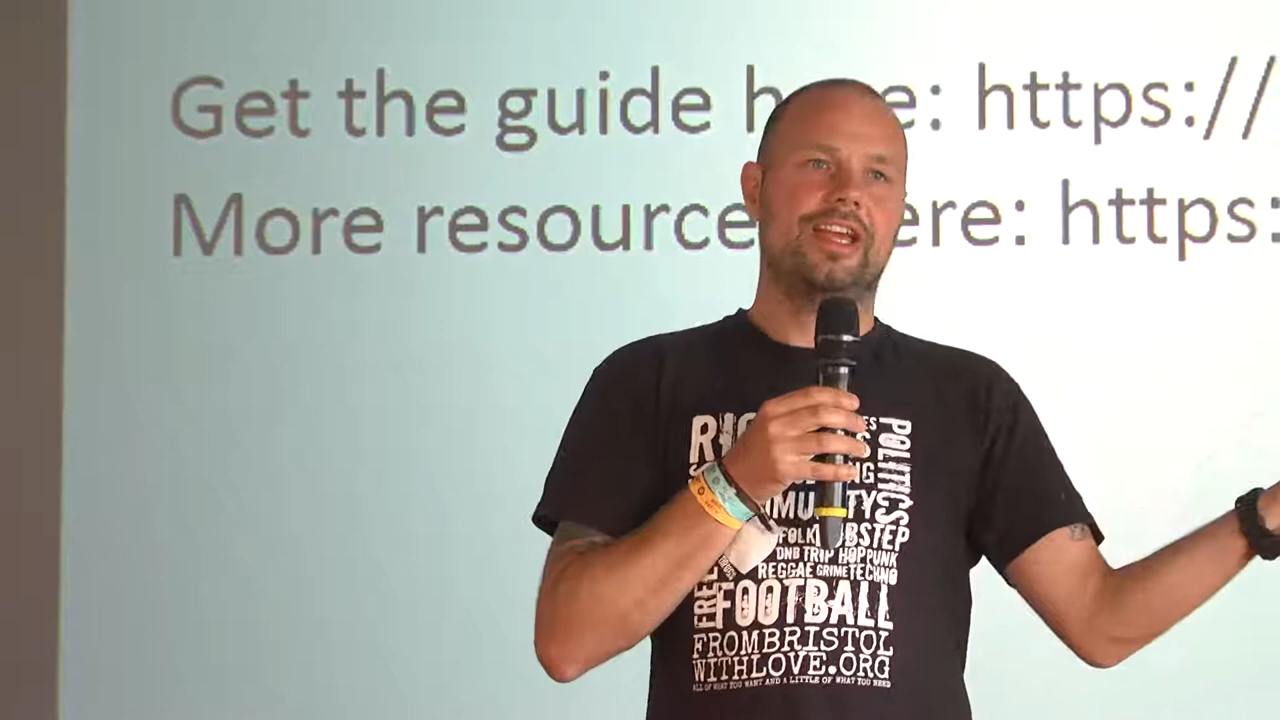 Get the guide h e: https://
More resource ere: https:
POLITICS
FOLK
DNB TRIP HOP PUNK
REGGAE GRIME TECHNO
FREE
FOOTBALL
FROMBRISTOL
WITHLOVE.ORG
ALL OF WHAT YOU WANT AND A LITTLE OF WHAT YOU NEED